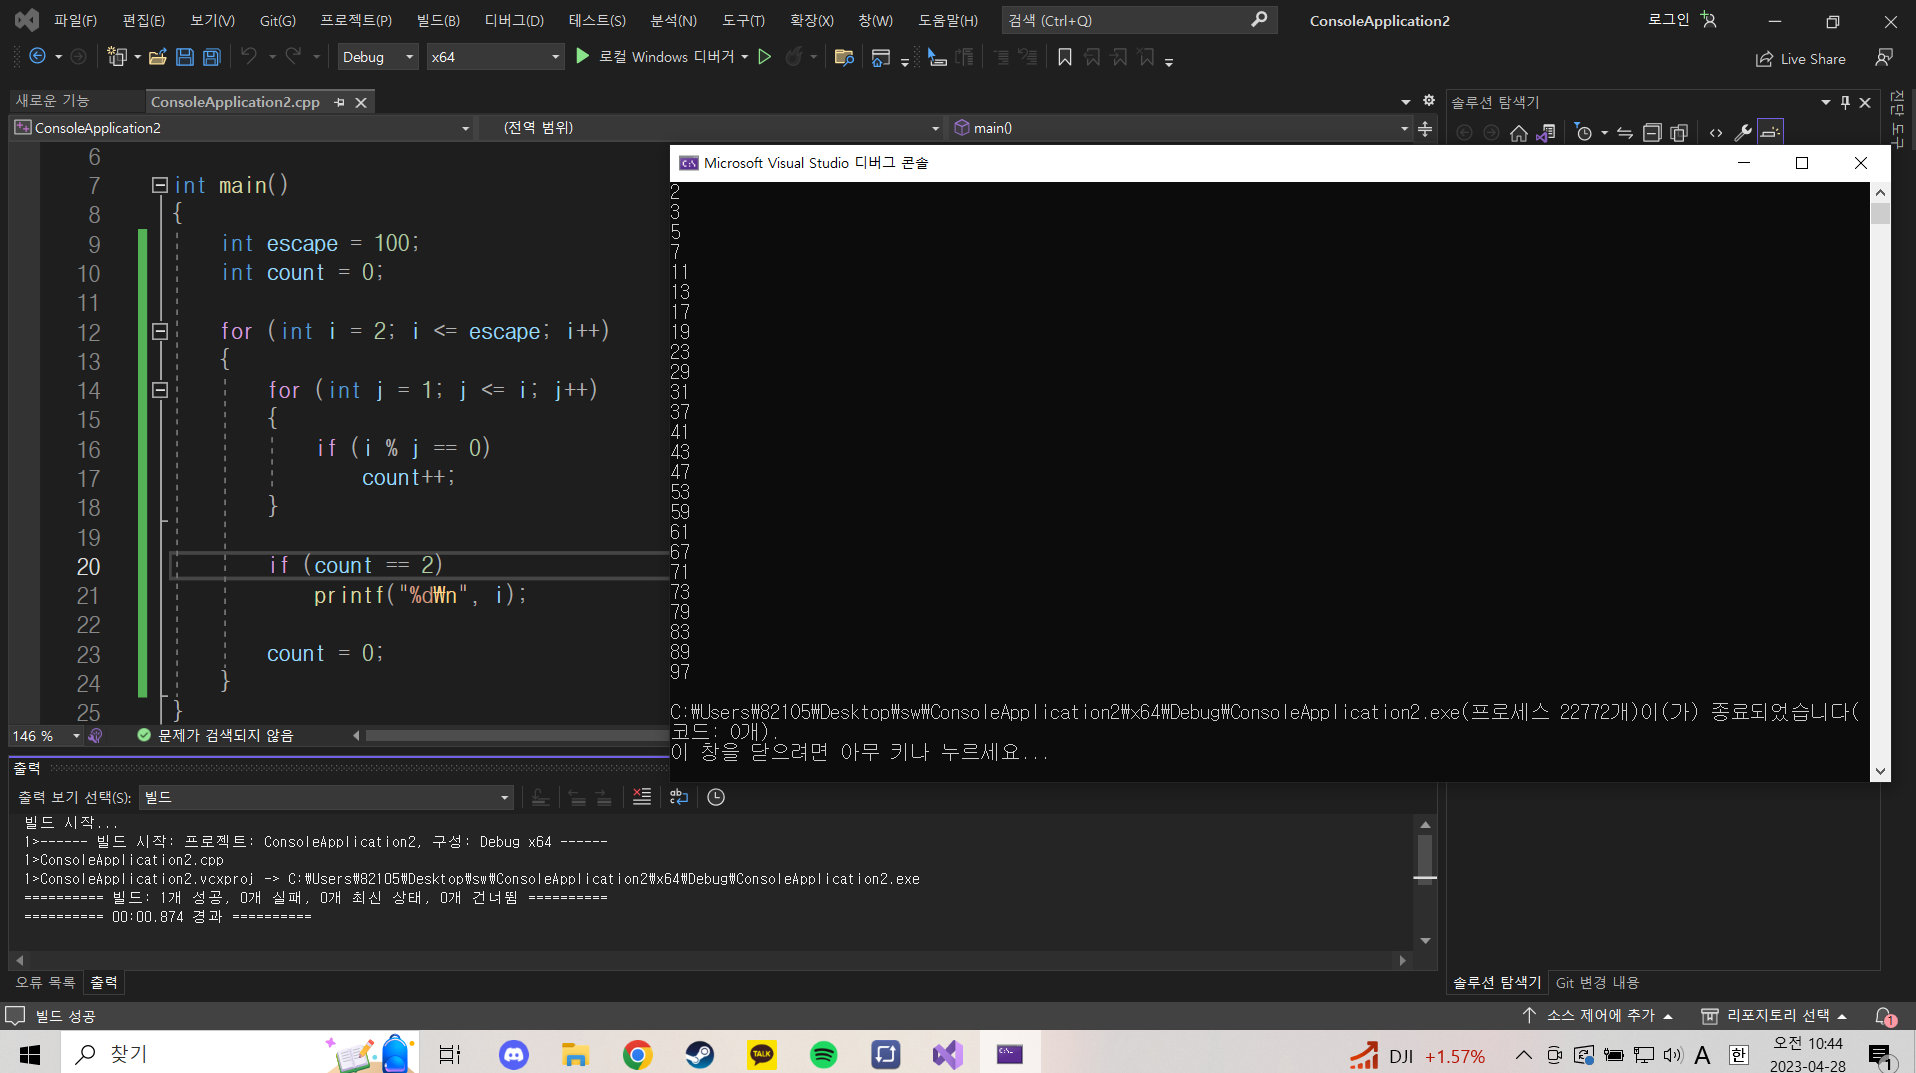 파일(F) 편집(E) 보기(V) Git(G) 프로젝트(P) 빌드(B) 디버그(D) 테스트(S) 분석(N) 도구(T) 확장(X) 창(W) 도움말(H) 검색 (Ctrl+Q) ConsoleApplication2 로그인
Debug x64 로컬 Windows 디버거 Live Share
새로운 기능 ConsoleApplication2.cpp
ConsoleApplication2 (전역 범위) main()
솔루션 탐색기
진단 도구
6
7 int main()
8 {
9 int escape = 100;
10 int count = 0;
11
12 for (int i = 2; i <= escape; i++)
13 {
14 for (int j = 1; j <= i; j++)
15 {
16 if (i % j == 0)
17 count++;
18 }
19
20 if (count == 2)
21 printf("%d₩n", i);
22
23 count = 0;
24 }
25 }
146 % 문제가 검색되지 않음
Microsoft Visual Studio 디버그 콘솔
2
3
5
7
11
13
17
19
23
29
31
37
41
43
47
53
59
61
67
71
73
79
83
89
97
C:₩Users₩82105₩Desktop₩sw₩ConsoleApplication2₩x64₩Debug₩ConsoleApplication2.exe(프로세스 22772개)이(가) 종료되었습니다(
코드: 0개).
이 창을 닫으려면 아무 키나 누르세요...
출력
출력 보기 선택(S): 빌드
빌드 시작...
1>------ 빌드 시작: 프로젝트: ConsoleApplication2, 구성: Debug x64 ------
1>ConsoleApplication2.cpp
1>ConsoleApplication2.vcxproj -> C:₩Users₩82105₩Desktop₩sw₩ConsoleApplication2₩x64₩Debug₩ConsoleApplication2.exe
========== 빌드: 1개 성공, 0개 실패, 0개 최신 상태, 0개 건너뜀 ==========
========== 00:00.874 경과 ==========
오류 목록 출력
솔루션 탐색기 Git 변경 내용
빌드 성공 소스 제어에 추가 리포지토리 선택 1
찾기 TALK DJI +1.57% A 한 오전 10:44
2023-04-28 1